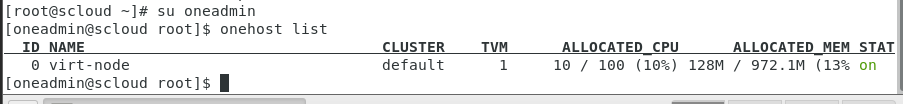 [root@scloud ~]# su oneadmin
[oneadmin@scloud root]$ onehost list
ID NAME CLUSTER TVM ALLOCATED_CPU ALLOCATED_MEM STAT
0 virt-node default 1 10 / 100 (10%) 128M / 972.1M (13% on
[oneadmin@scloud root]$